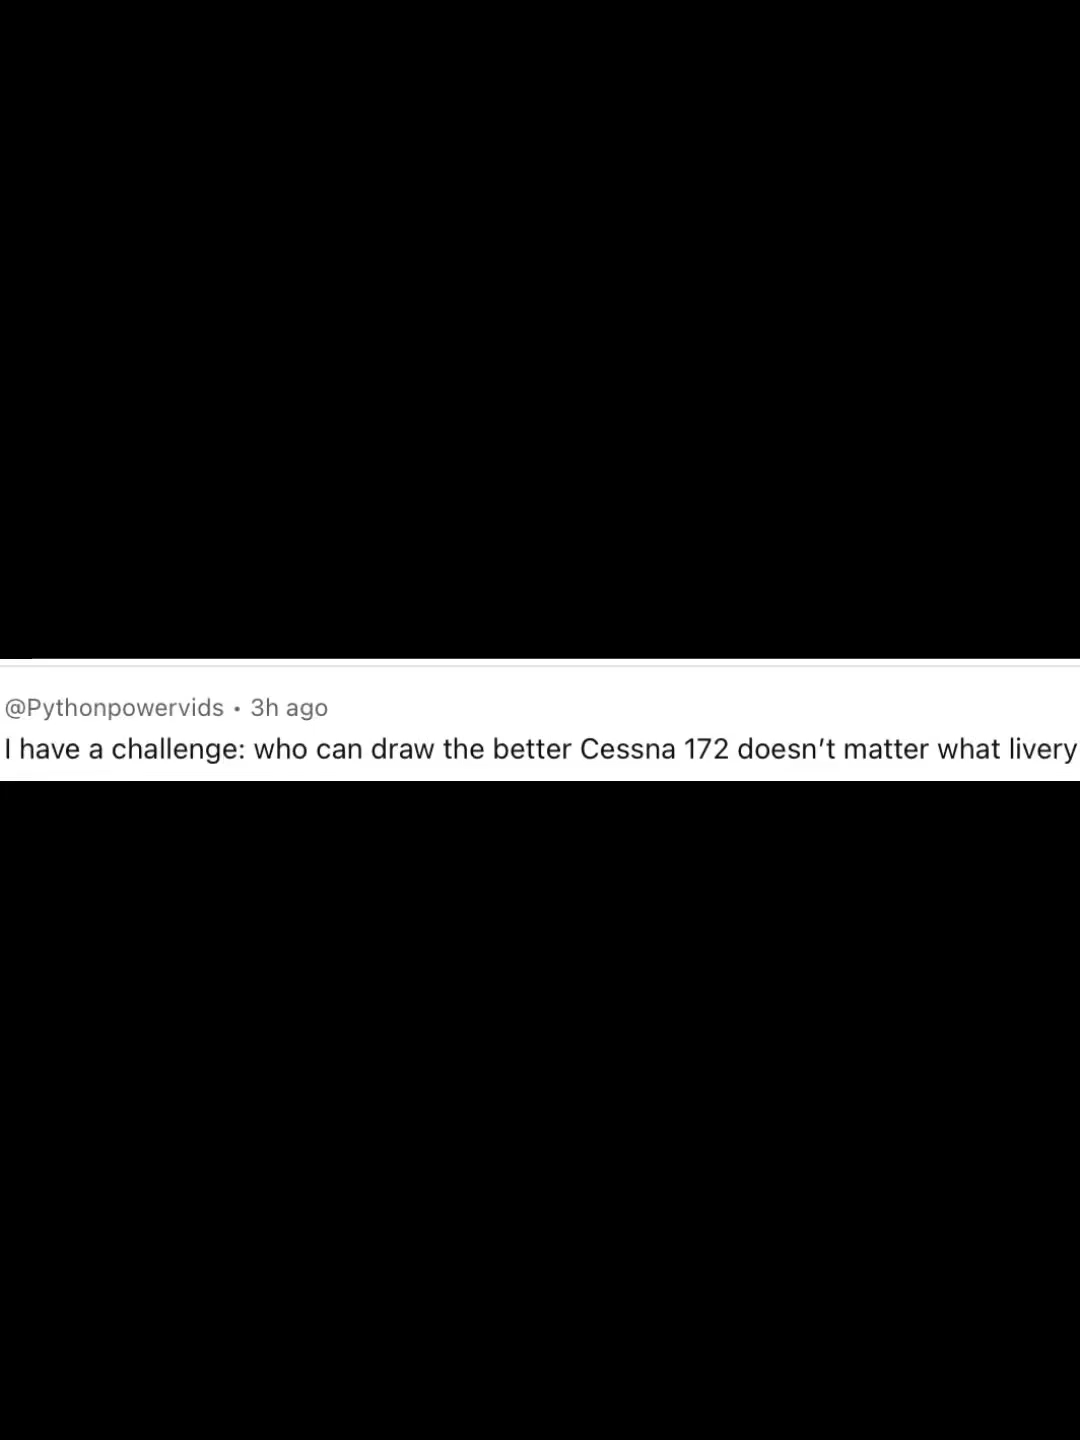 @Pythonpowervids • 3h ago
I have a challenge: who can draw the better Cessna 172 doesn’t matter what livery